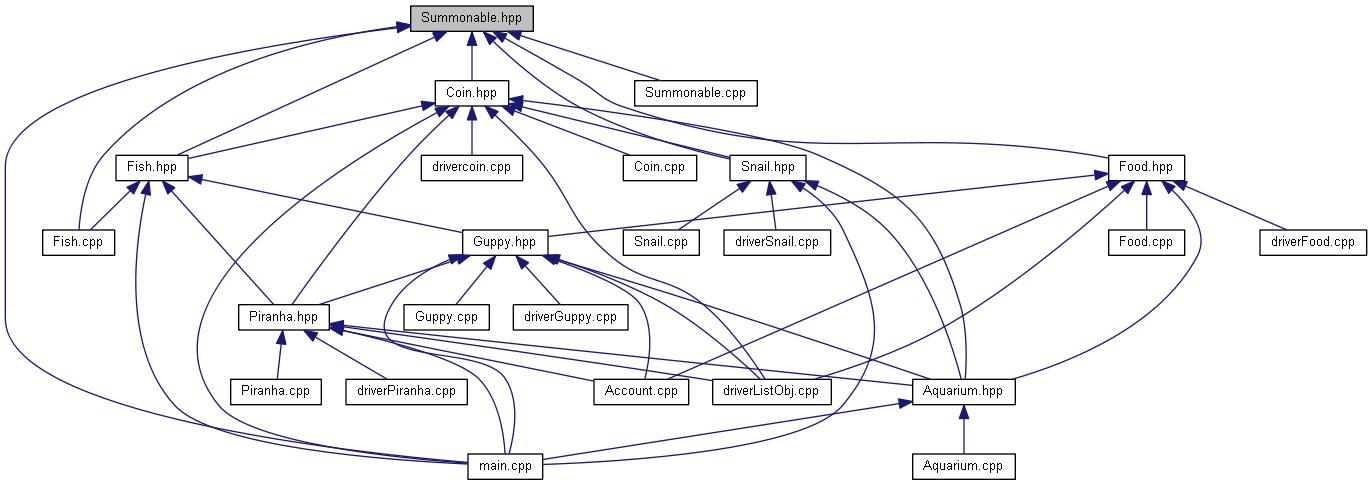 Summonable.hpp
Coin.hpp
Summonable.cpp
Fish.hpp
drivercoin.cpp
Coin.cpp
Snail.hpp
Food.hpp
Fish.cpp
Guppy.hpp
Snail.cpp
driverSnail.cpp
Food.cpp
driverFood.cpp
Piranha.hpp
Guppy.cpp
driverGuppy.cpp
Piranha.cpp
driverPiranha.cpp
Account.cpp
driverListObj.cpp
Aquarium.hpp
main.cpp
Aquarium.cpp